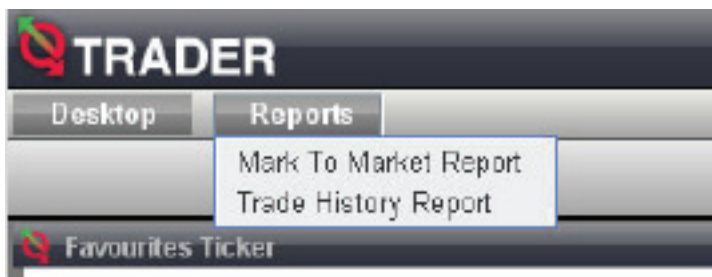 TRADER
Desktop Reports
Mark To Market Report
Trade History Report
Favourites Ticker